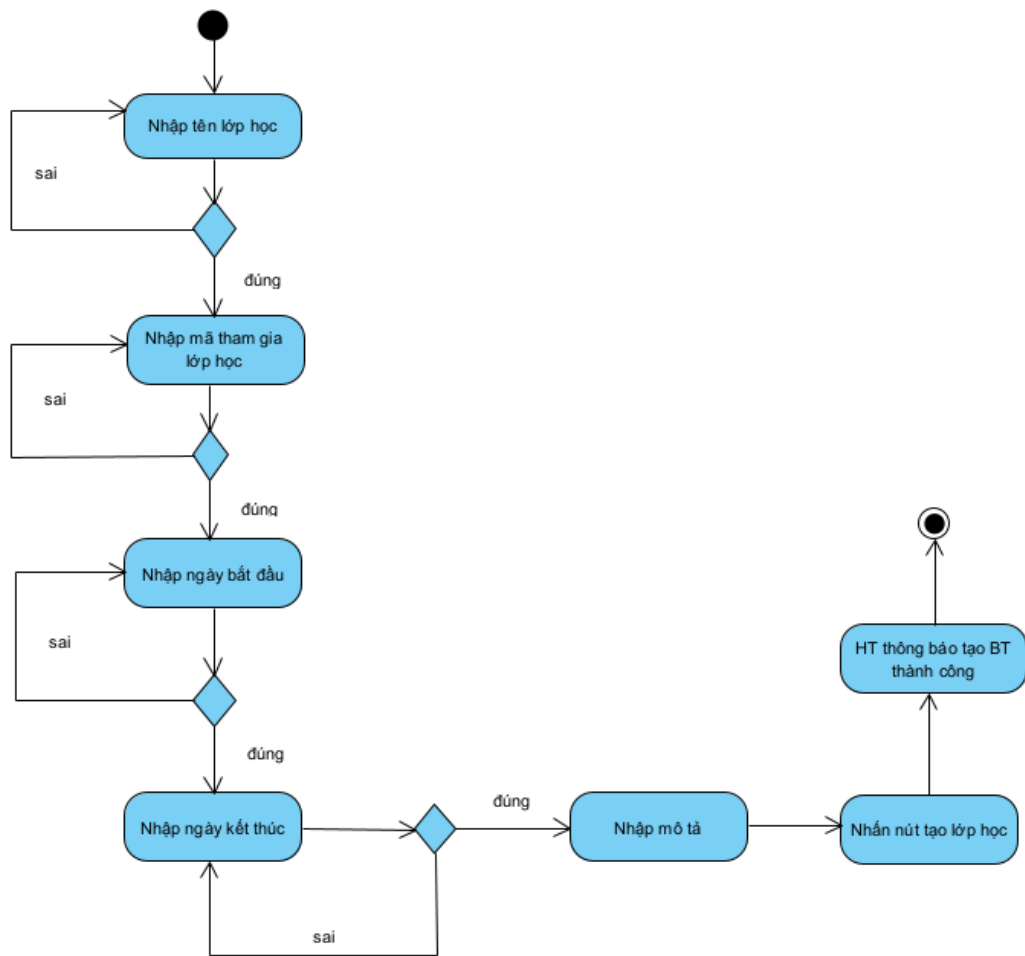 Nhập tên lớp học
sai
đúng
Nhập mã tham gia
lớp học
sai
đúng
Nhập ngày bắt đầu
sai
đúng
Nhập ngày kết thúc
sai
đúng
Nhập mô tả
Nhấn nút tạo lớp học
HT thông báo tạo BT
thành công